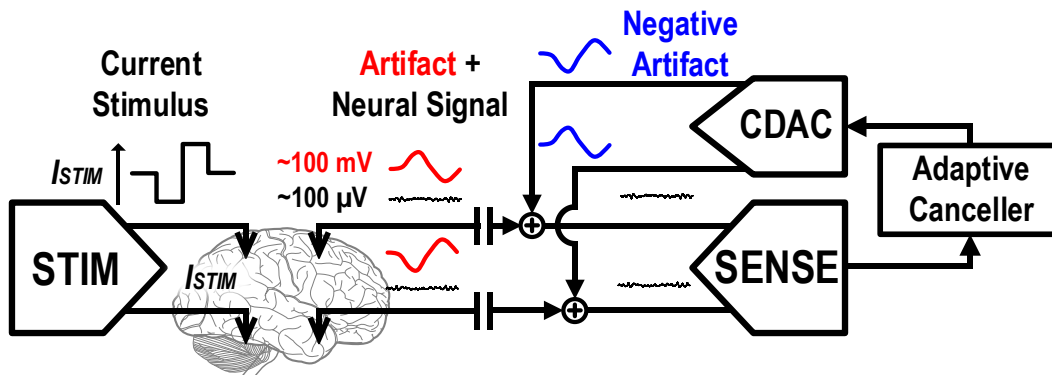 Current
Stimulus
Artifact +
Neural Signal
Negative
Artifact
ISTIM
~100 mV
~100 µV
CDAC
Adaptive
Canceller
STIM
ISTIM
SENSE